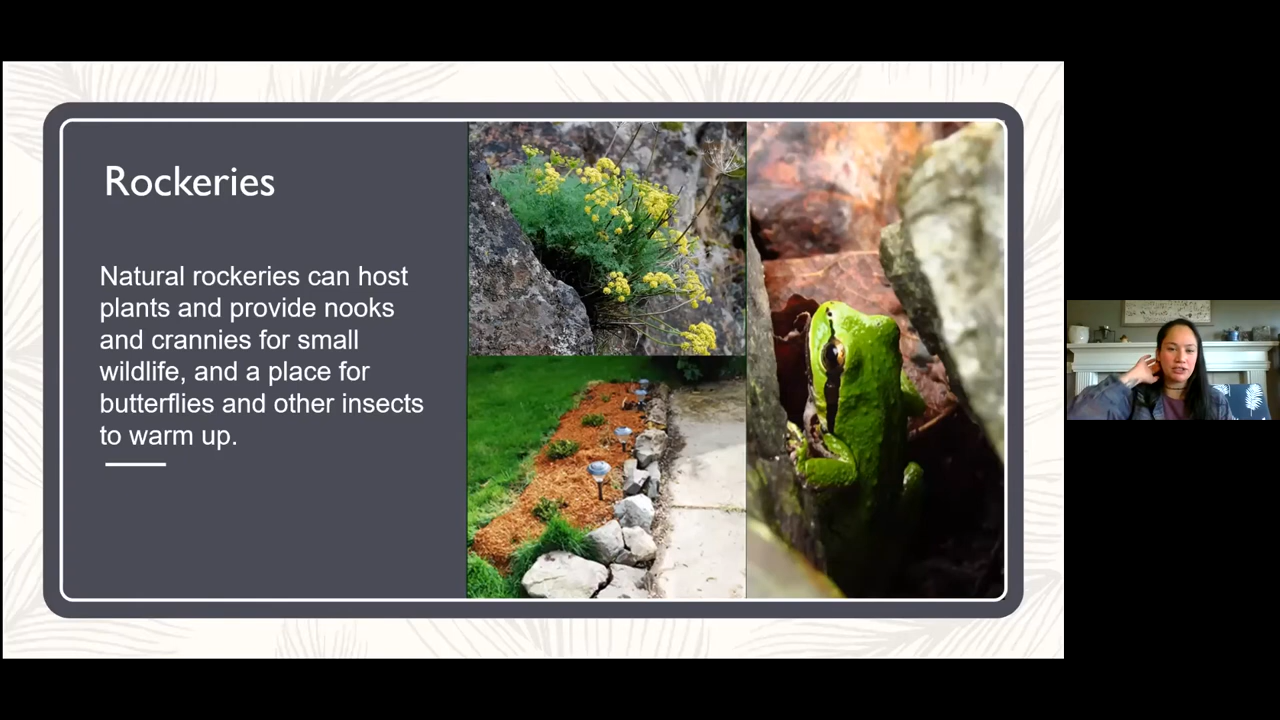 Rockeries
Natural rockeries can host
plants and provide nooks
and crannies for small
wildlife, and a place for
butterflies and other insects
to warm up.